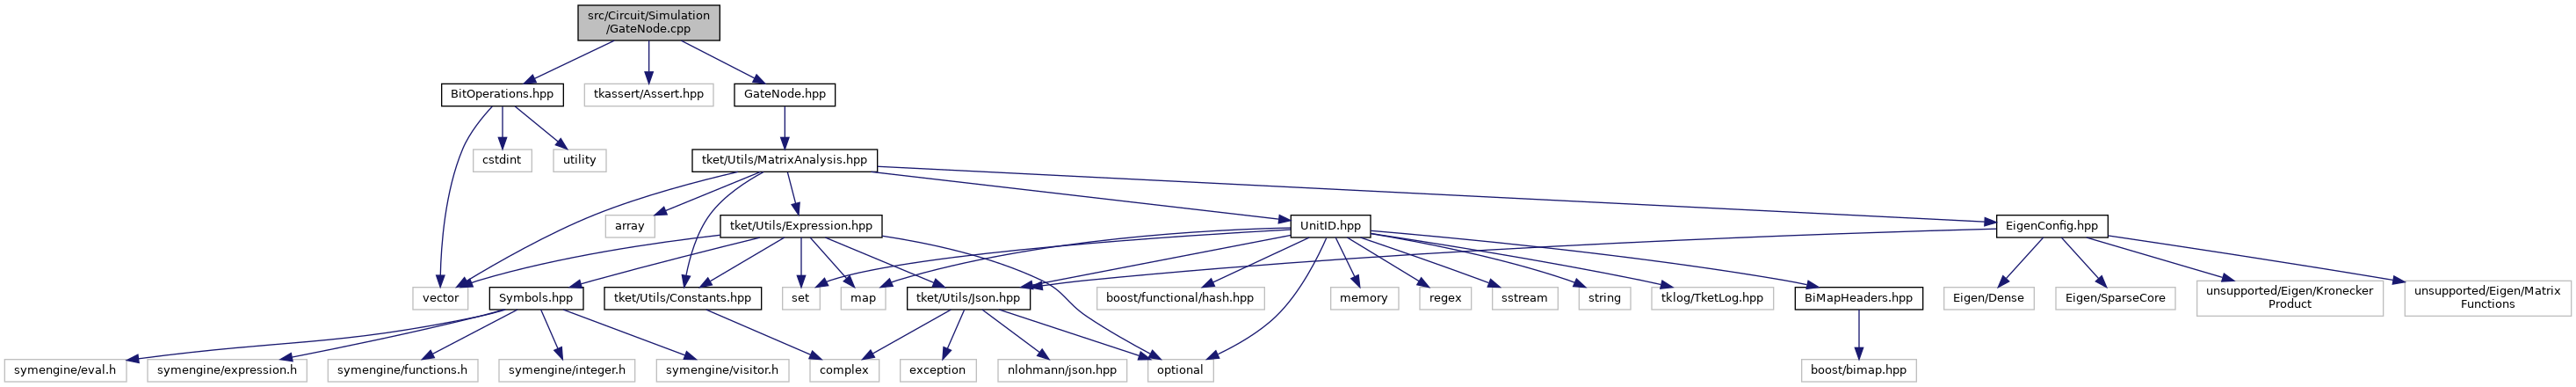 src/Circuit/Simulation
/GateNode.cpp
BitOperations.hpp
tkassert/Assert.hpp
GateNode.hpp
cstdint
utility
tket/Utils/MatrixAnalysis.hpp
array
tket/Utils/Expression.hpp
UnitID.hpp
EigenConfig.hpp
vector
Symbols.hpp
tket/Utils/Constants.hpp
set
map
tket/Utils/Json.hpp
boost/functional/hash.hpp
memory
regex
sstream
string
tklog/TketLog.hpp
BiMapHeaders.hpp
Eigen/Dense
Eigen/SparseCore
unsupported/Eigen/Kronecker
Product
unsupported/Eigen/Matrix
Functions
symengine/eval.h
symengine/expression.h
symengine/functions.h
symengine/integer.h
symengine/visitor.h
complex
exception
nlohmann/json.hpp
optional
boost/bimap.hpp